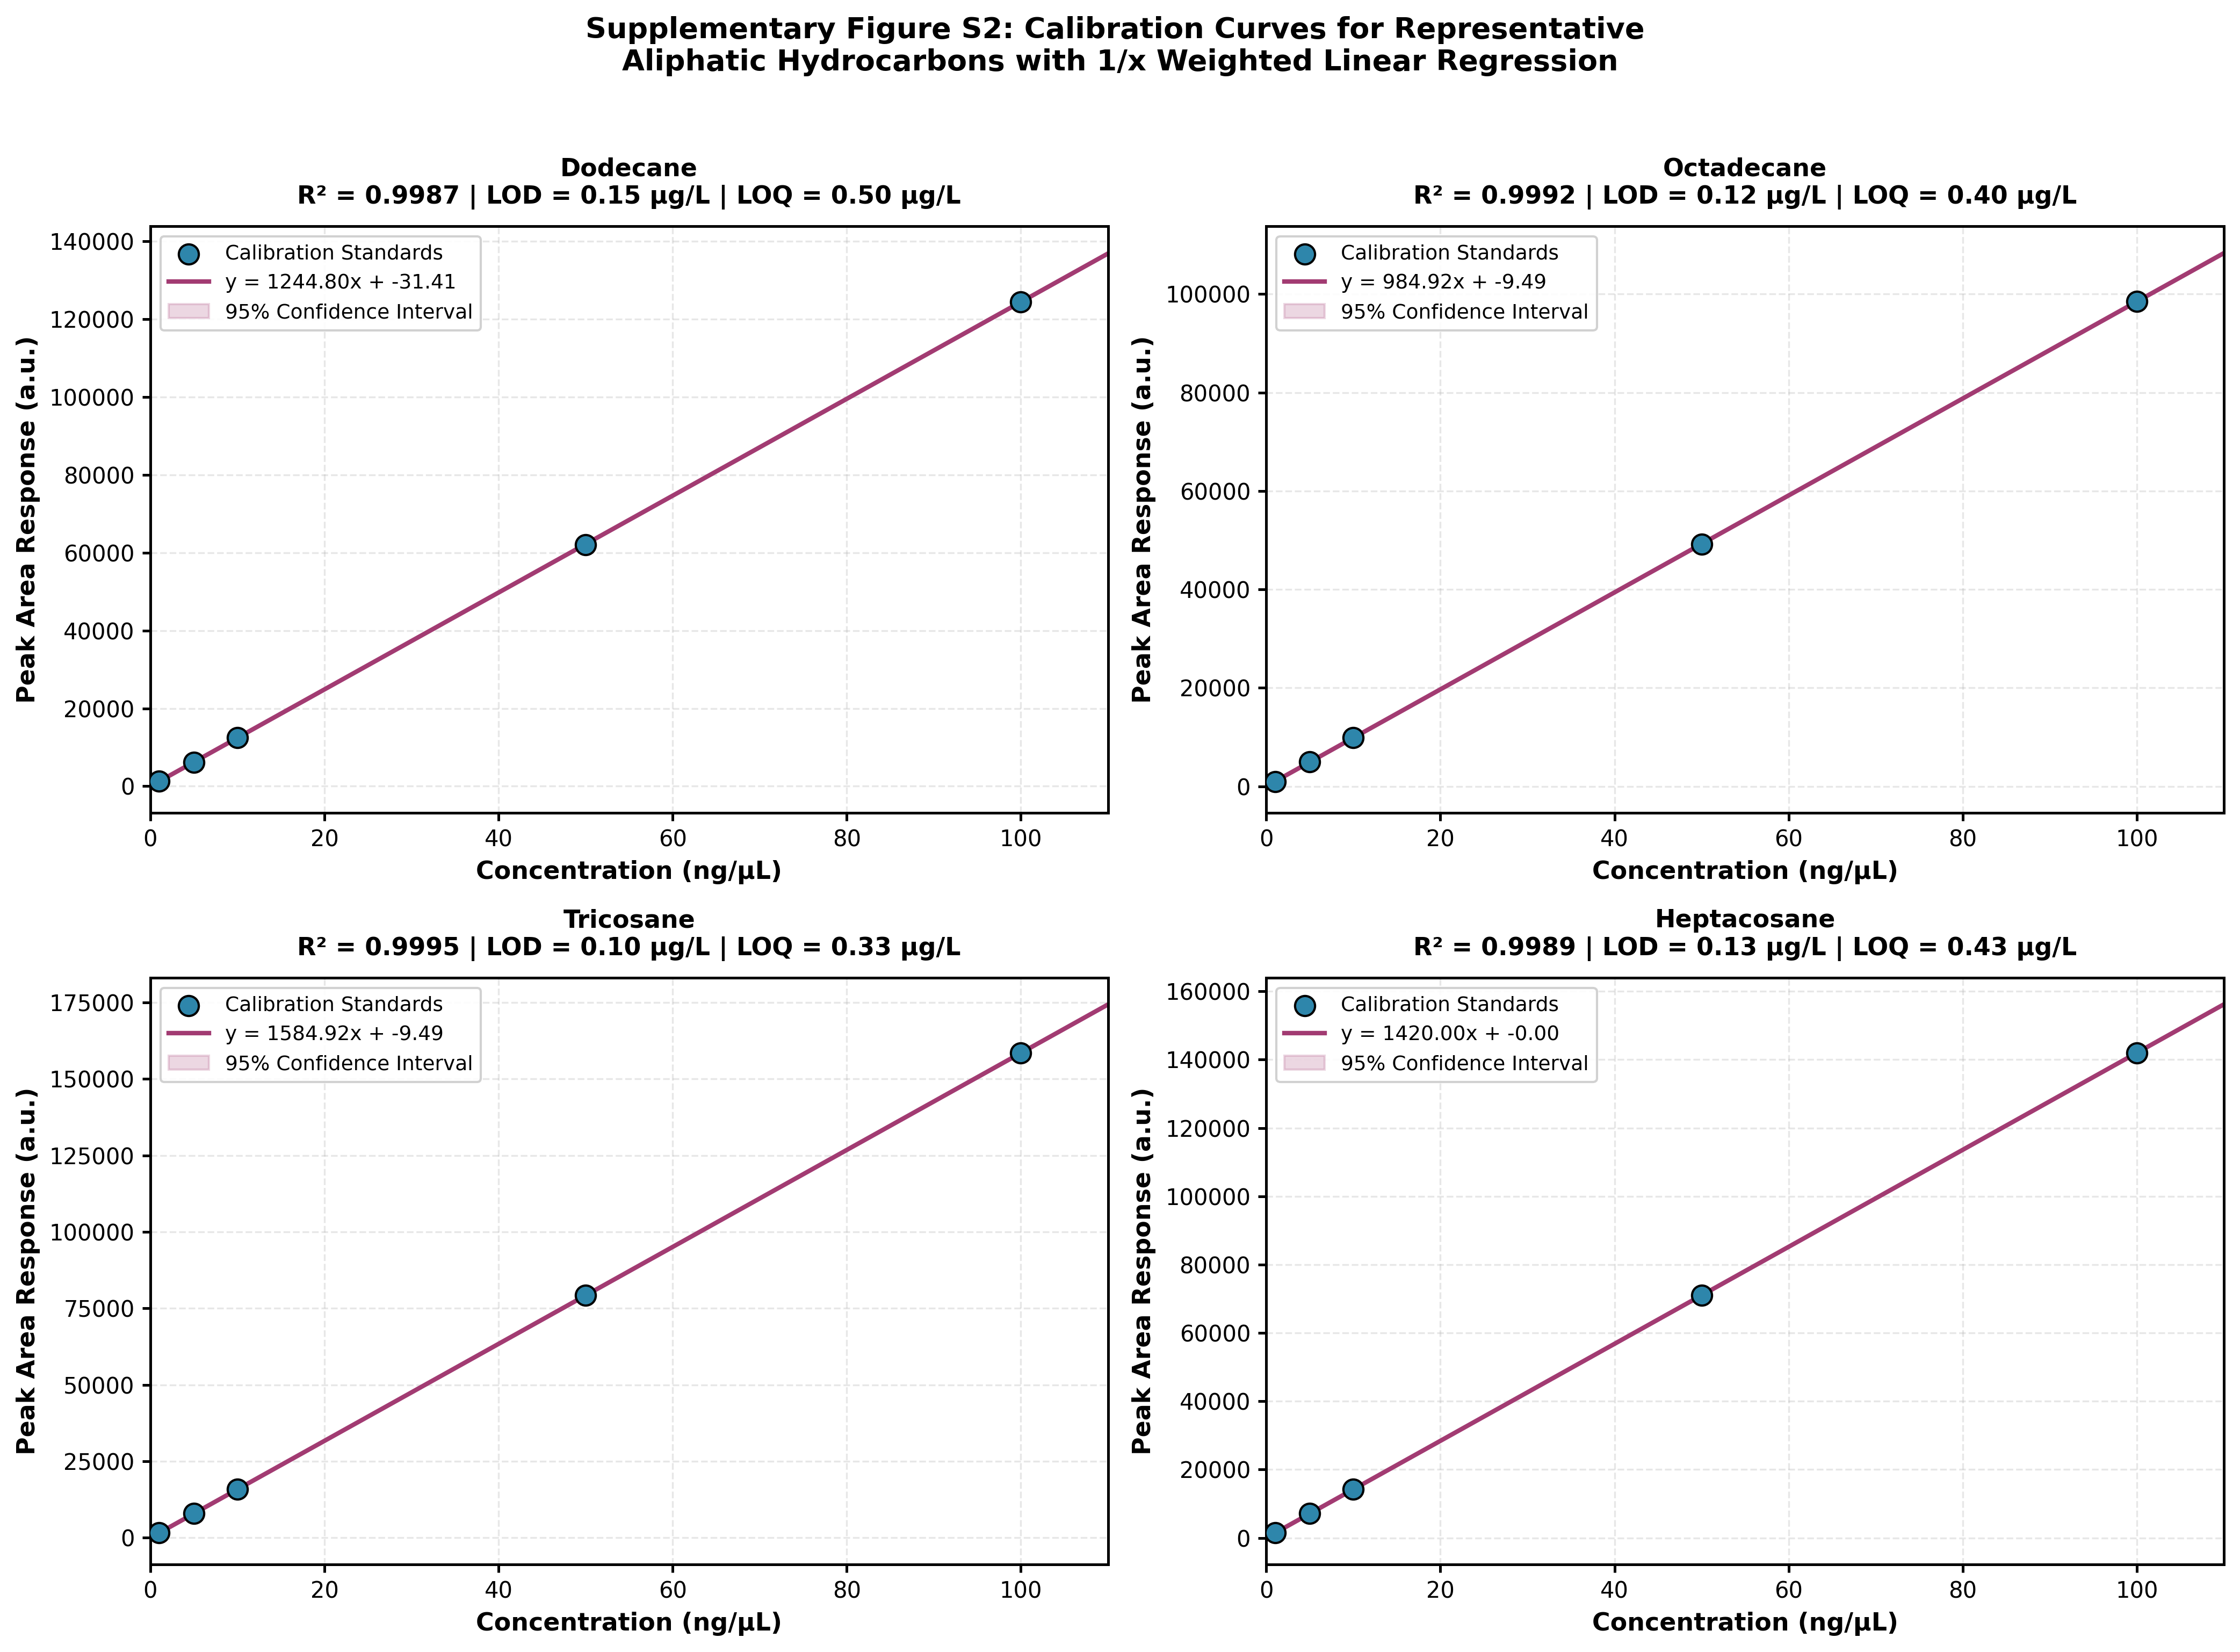 Supplementary Figure S2: Calibration Curves for Representative
Aliphatic Hydrocarbons with 1/x Weighted Linear Regression
Dodecane
R² = 0.9987 | LOD = 0.15 µg/L | LOQ = 0.50 µg/L
Calibration Standards
y = 1244.80x + -31.41
95% Confidence Interval
Peak Area Response (a.u.)
140000
120000
100000
80000
60000
40000
20000
0
0 20 40 60 80 100
Concentration (ng/µL)
Octadecane
R² = 0.9992 | LOD = 0.12 µg/L | LOQ = 0.40 µg/L
Calibration Standards
y = 984.92x + -9.49
95% Confidence Interval
Peak Area Response (a.u.)
100000
80000
60000
40000
20000
0
0 20 40 60 80 100
Concentration (ng/µL)
Tricosane
R² = 0.9995 | LOD = 0.10 µg/L | LOQ = 0.33 µg/L
Calibration Standards
y = 1584.92x + -9.49
95% Confidence Interval
Peak Area Response (a.u.)
175000
150000
125000
100000
75000
50000
25000
0
0 20 40 60 80 100
Concentration (ng/µL)
Heptacosane
R² = 0.9989 | LOD = 0.13 µg/L | LOQ = 0.43 µg/L
Calibration Standards
y = 1420.00x + -0.00
95% Confidence Interval
Peak Area Response (a.u.)
160000
140000
120000
100000
80000
60000
40000
20000
0
0 20 40 60 80 100
Concentration (ng/µL)